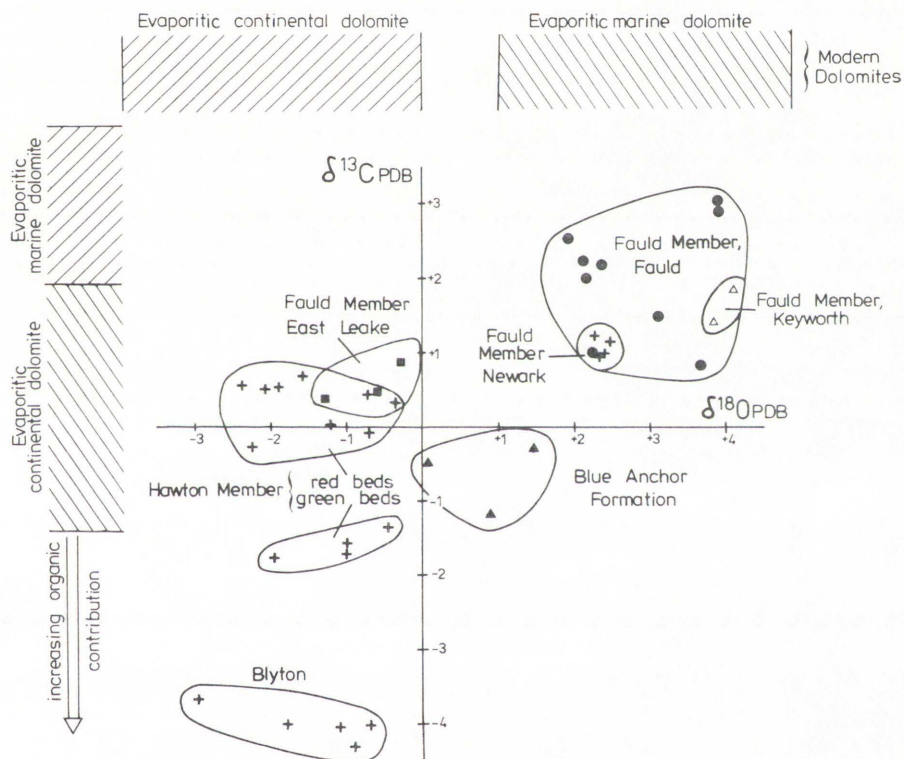 Evaporitic continental dolomite
Evaporitic marine dolomite
Modern
Dolomites
Evaporitic
marine dolomite
Evaporitic
continental dolomite
increasing organic
contribution
δ13C PDB
+3
+2
+1
-1
-2
-3
-4
-3
-2
-1
+1
+2
+3
+4
δ18O PDB
Fauld Member,
Fauld
Fauld Member,
Keyworth
Fauld
Member
Newark
Fauld Member
East Leake
Hawton Member
red beds
green beds
Blue Anchor
Formation
Blyton